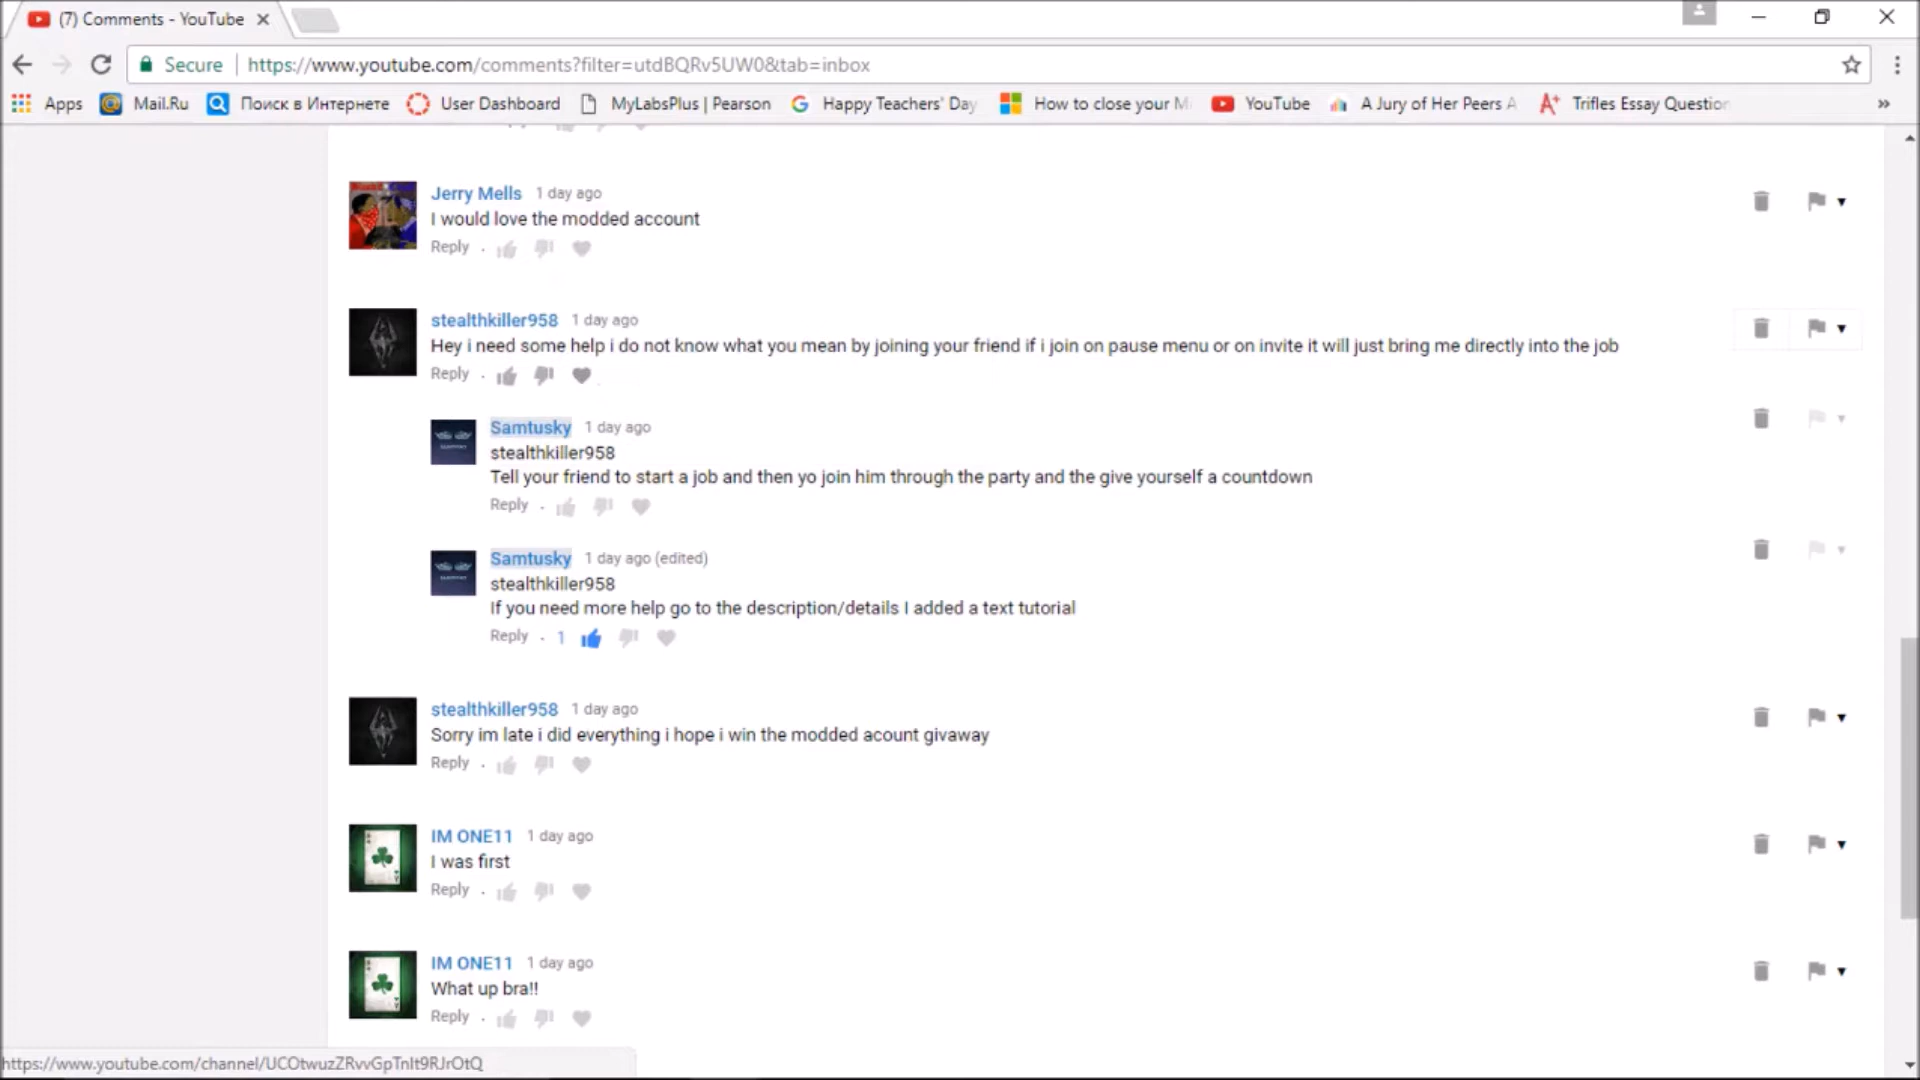 (7) Comments - YouTube
Secure https://www.youtube.com/comments?filter=utdBQRv5UW0&tab=inbox
Apps Mail.Ru Поиск в Интернете User Dashboard MyLabsPlus | Pearson Happy Teachers' Day How to close your M YouTube A Jury of Her Peers A Trifles Essay Question
Jerry Mells 1 day ago
I would love the modded account
Reply
stealthkiller958 1 day ago
Hey i need some help i do not know what you mean by joining your friend if i join on pause menu or on invite it will just bring me directly into the job
Reply
Samtusky 1 day ago
stealthkiller958
Tell your friend to start a job and then yo join him through the party and the give yourself a countdown
Reply
Samtusky 1 day ago (edited)
stealthkiller958
If you need more help go to the description/details I added a text tutorial
Reply 1
stealthkiller958 1 day ago
Sorry im late i did everything i hope i win the modded acount givaway
Reply
IM ONE11 1 day ago
I was first
Reply
IM ONE11 1 day ago
What up bra!!
Reply